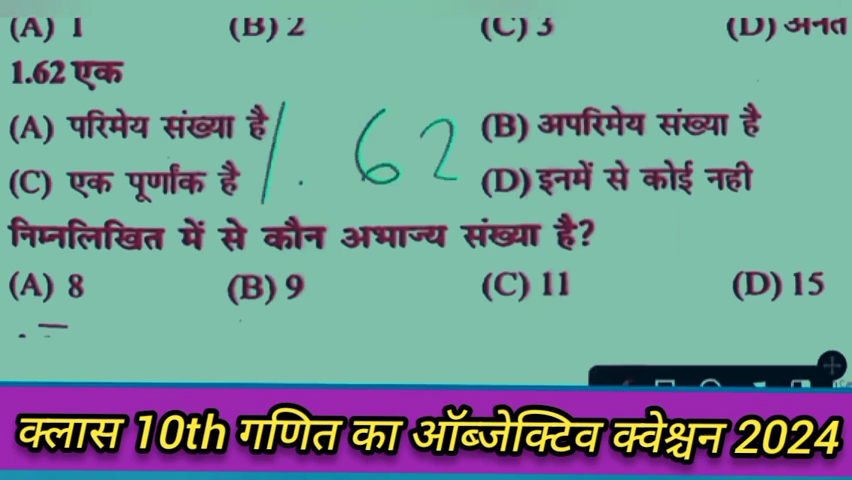 (A) 1 (B) 2 (C) 3 (D) अनंत
1.62 एक
(A) परिमेय संख्या है (B) अपरिमेय संख्या है
1.62
(C) एक पूर्णांक है (D) इनमें से कोई नही
निम्नलिखित में से कौन अभाज्य संख्या है?
(A) 8 (B) 9 (C) 11 (D) 15
क्लास 10th गणित का ऑब्जेक्टिव क्वेश्चन 2024